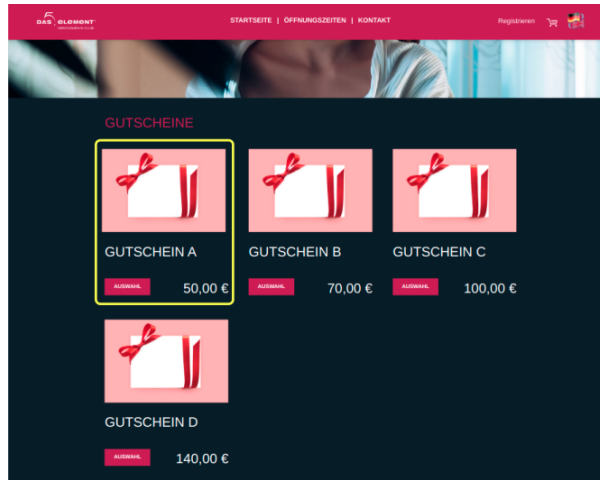 DAS 5 ELEMENT
STARTSEITE | ÖFFNUNGSZEITEN | KONTAKT
Registrieren
GUTSCHEINE
GUTSCHEIN A
GUTSCHEIN B
GUTSCHEIN C
AUSWAHL 50,00 €
AUSWAHL 70,00 €
AUSWAHL 100,00 €
GUTSCHEIN D
AUSWAHL 140,00 €